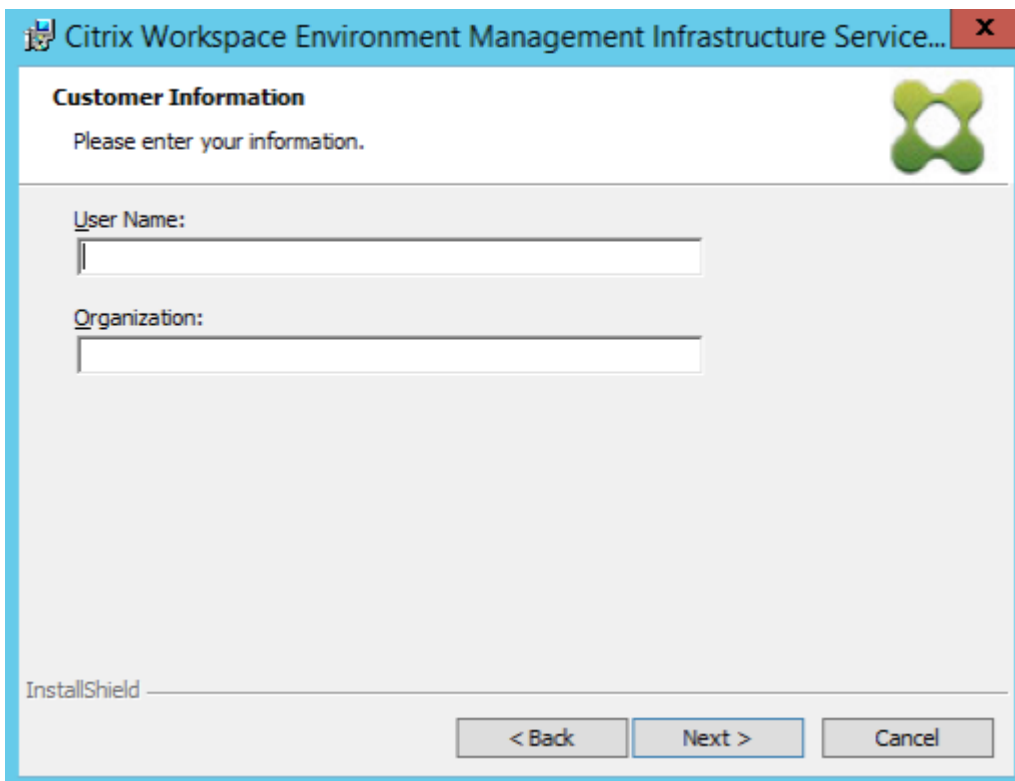 Citrix Workspace Environment Management Infrastructure Service...
x
Customer Information
Please enter your information.
User Name:
Organization:
InstallShield
< Back
Next >
Cancel